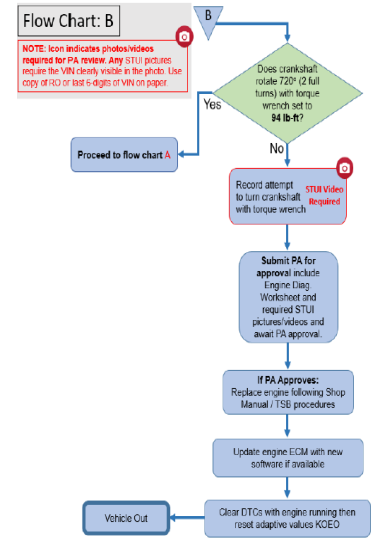 Flow Chart: B
NOTE: Icon indicates photos/videos
required for PA review. Any STUI pictures
require the VIN clearly visible in the photo. Use
copy of RO or last 6-digits of VIN on paper.
B
Does crankshaft
rotate 720° (2 full
turns) with torque
wrench set to
94 lb-ft?
Yes
No
Proceed to flow chart A
Record attempt
to turn crankshaft
with torque wrench
STUI Video
Required
Submit PA for
approval include
Engine Diag.
Worksheet and
required STUI
pictures/videos and
await PA approval.
If PA Approves:
Replace engine following Shop
Manual / TSB procedures
Update engine ECM with new
software if available
Clear DTCs with engine running then
reset adaptive values KOEO
Vehicle Out